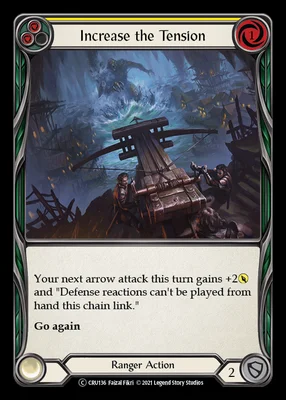 1
Increase the Tension
Your next arrow attack this turn gains +2
and "Defense reactions can't be played from
hand this chain link."
Go again
Ranger Action
2
C CRU136 Faizal Fikri © 2021 Legend Story Studios